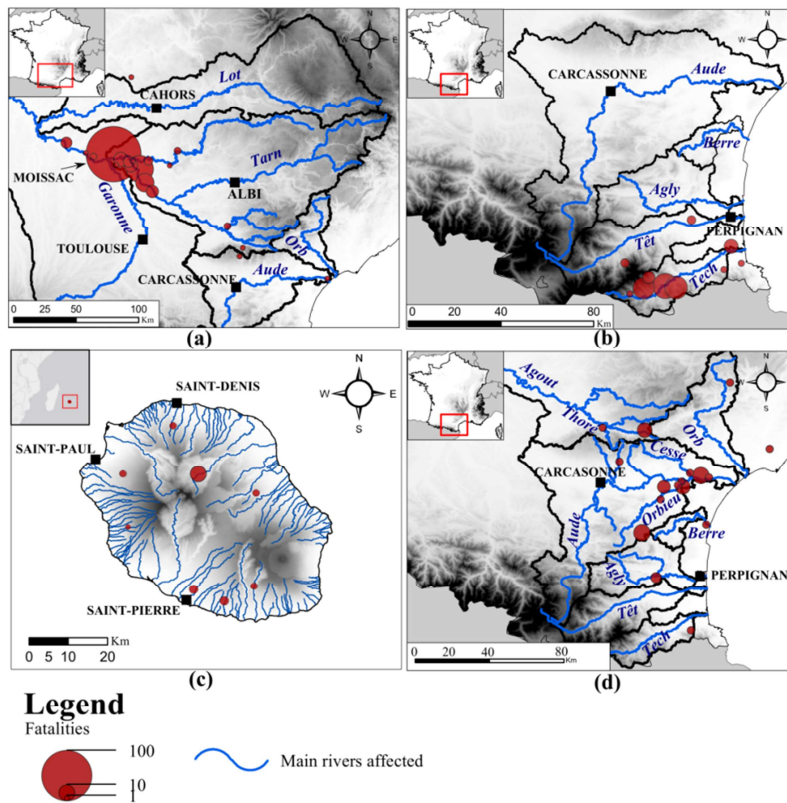 N
W E
S
Lot
CAHORS
Tarn
MOISSAC
ALBI
Garonne
TOULOUSE
Orb
CARCASSONNE
Aude
0 25 50 100
Km
(a)
N
W E
S
CARCASSONNE
Aude
Berre
Agly
PERPIGNAN
Têt
Tech
0 20 40 80
Km
(b)
N
W E
S
SAINT-DENIS
SAINT-PAUL
SAINT-PIERRE
Km
0 5 10 20
(c)
N
W E
S
Agout
Thore
Orb
Cesse
CARCASONNE
Orbieu
Aude
Berre
Agly
PERPIGNAN
Têt
Tech
0 20 40 80
Km
(d)
Legend
Fatalities
100
10
1
Main rivers affected